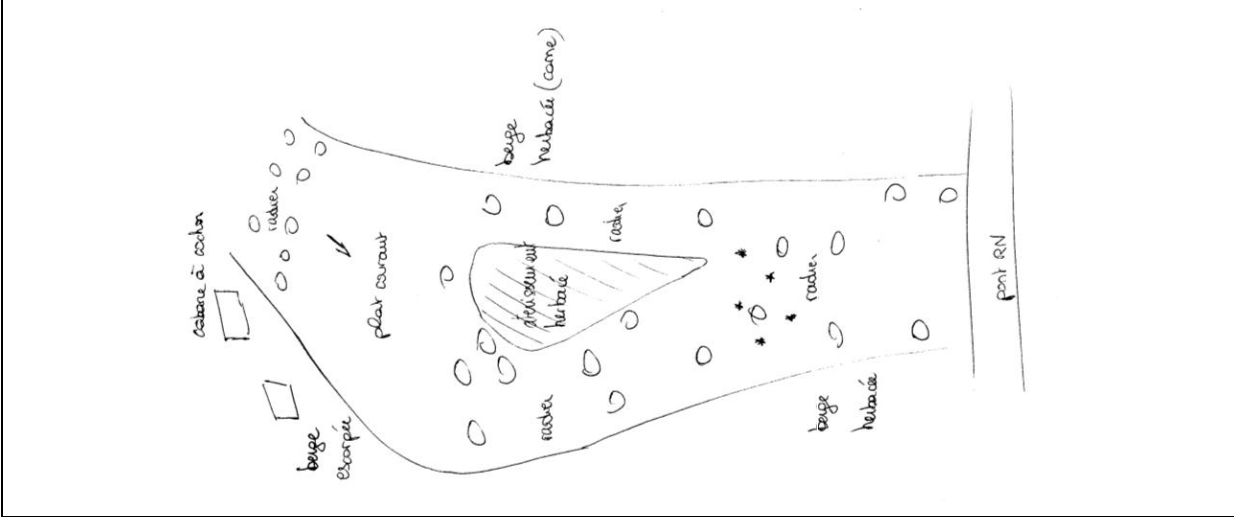 cabane à cochon
radier
berge
escarpée
plat courant
berge
herbacée (canne)
atterrissement
herbacé
radier
radier
radier
berge
herbacée
pont RN